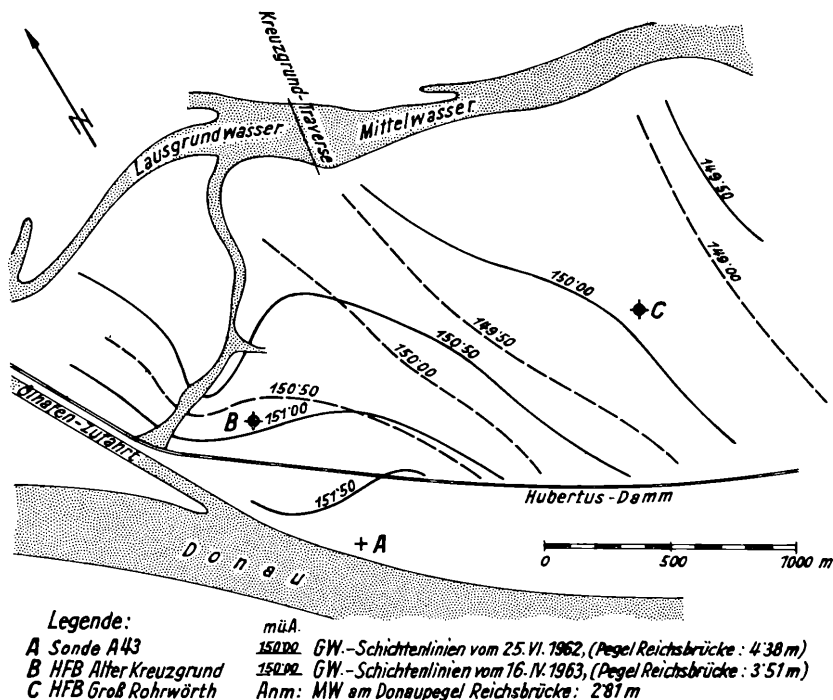 N
Kreuzgrund-Traverse
Lausgrundwasser
Mittelwasser
149·50
149·00
150·00
C
149·50
150·00
150·50
150·50
B
151·00
Ölhafen-Zufahrt
151·50
Hubertus-Damm
Donau
A
0 500 1000 m
Legende:
A Sonde A43
B HFB Alter Kreuzgrund
C HFB Groß Rohrwörth
müA.
150·00 GW.-Schichtenlinien vom 25.VI.1962, (Pegel Reichsbrücke: 4·38 m)
150·00 GW.-Schichtenlinien vom 16.IV.1963, (Pegel Reichsbrücke: 3·51 m)
Anm: MW am Donaupegel Reichsbrücke: 2·81 m